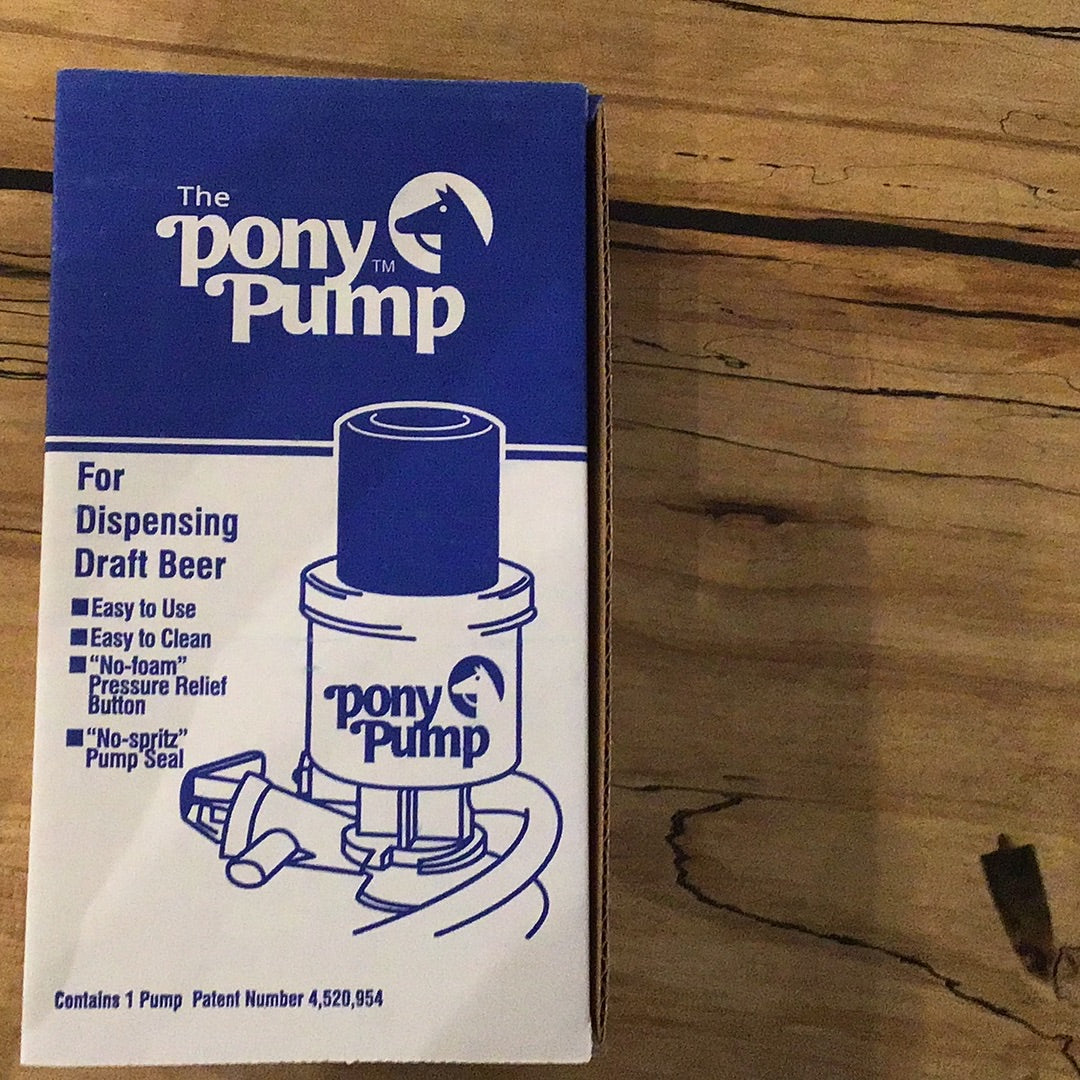 The
pony
TM
Pump
For
Dispensing
Draft Beer
Easy to Use
Easy to Clean
"No-foam"
Pressure Relief
Button
"No-spritz"
Pump Seal
pony
Pump
Contains 1 Pump Patent Number 4,520,954